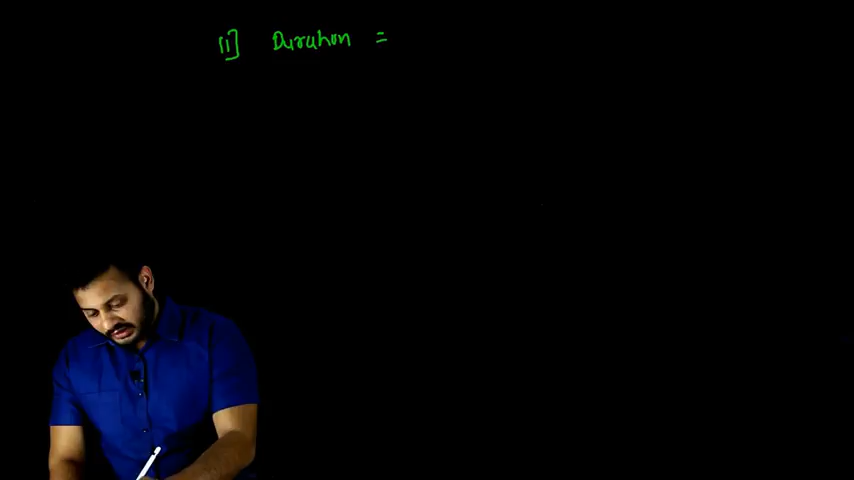 11] Duration =